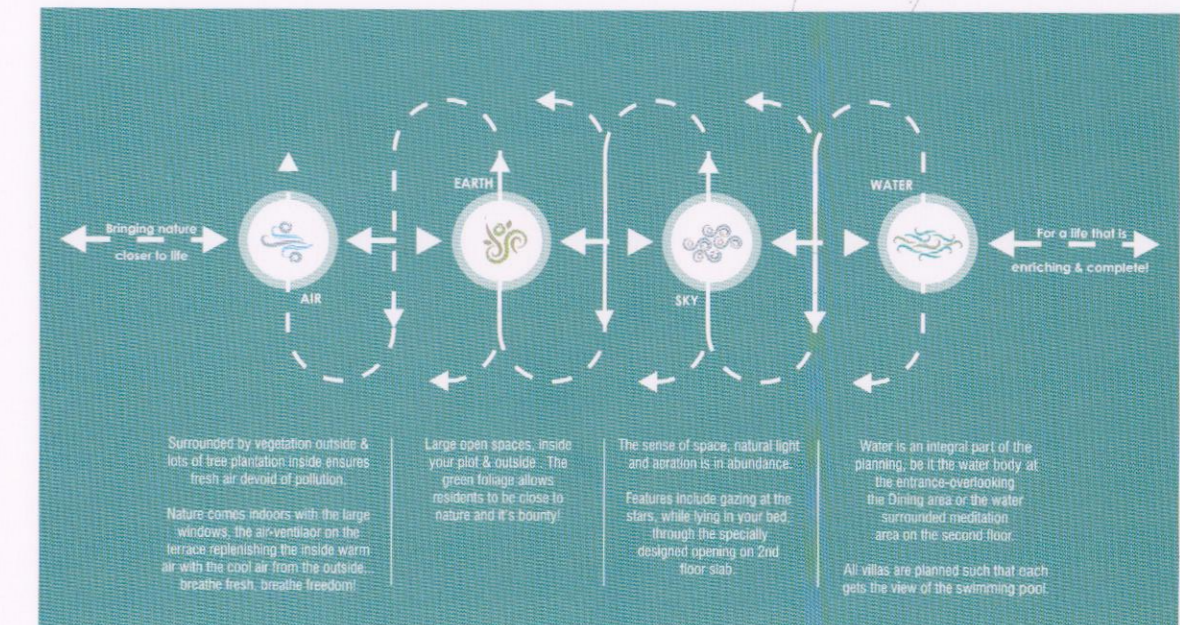 EARTH
WATER
Bringing nature
closer to life
For a life that is
enriching & complete!
AIR
SKY
Surrounded by vegetation outside &
lots of tree plantation inside ensures
fresh air devoid of pollution.
Nature comes indoors with the large
windows, the air-ventilaor on the
terrace replenishing the inside warm
air with the cool air from the outside...
breathe fresh, breathe freedom!
Large open spaces, inside
your plot & outside . The
green foliage allows
residents to be close to
nature and it's bounty!
The sense of space, natural light
and aeration is in abundance.
Features include gazing at the
stars, while lying in your bed,
through the specially
designed opening on 2nd
floor slab.
Water is an integral part of the
planning, be it the water body at
the entrance-overlooking
the Dining area or the water
surrounded meditation
area on the second floor.
All villas are planned such that each
gets the view of the swimming pool.